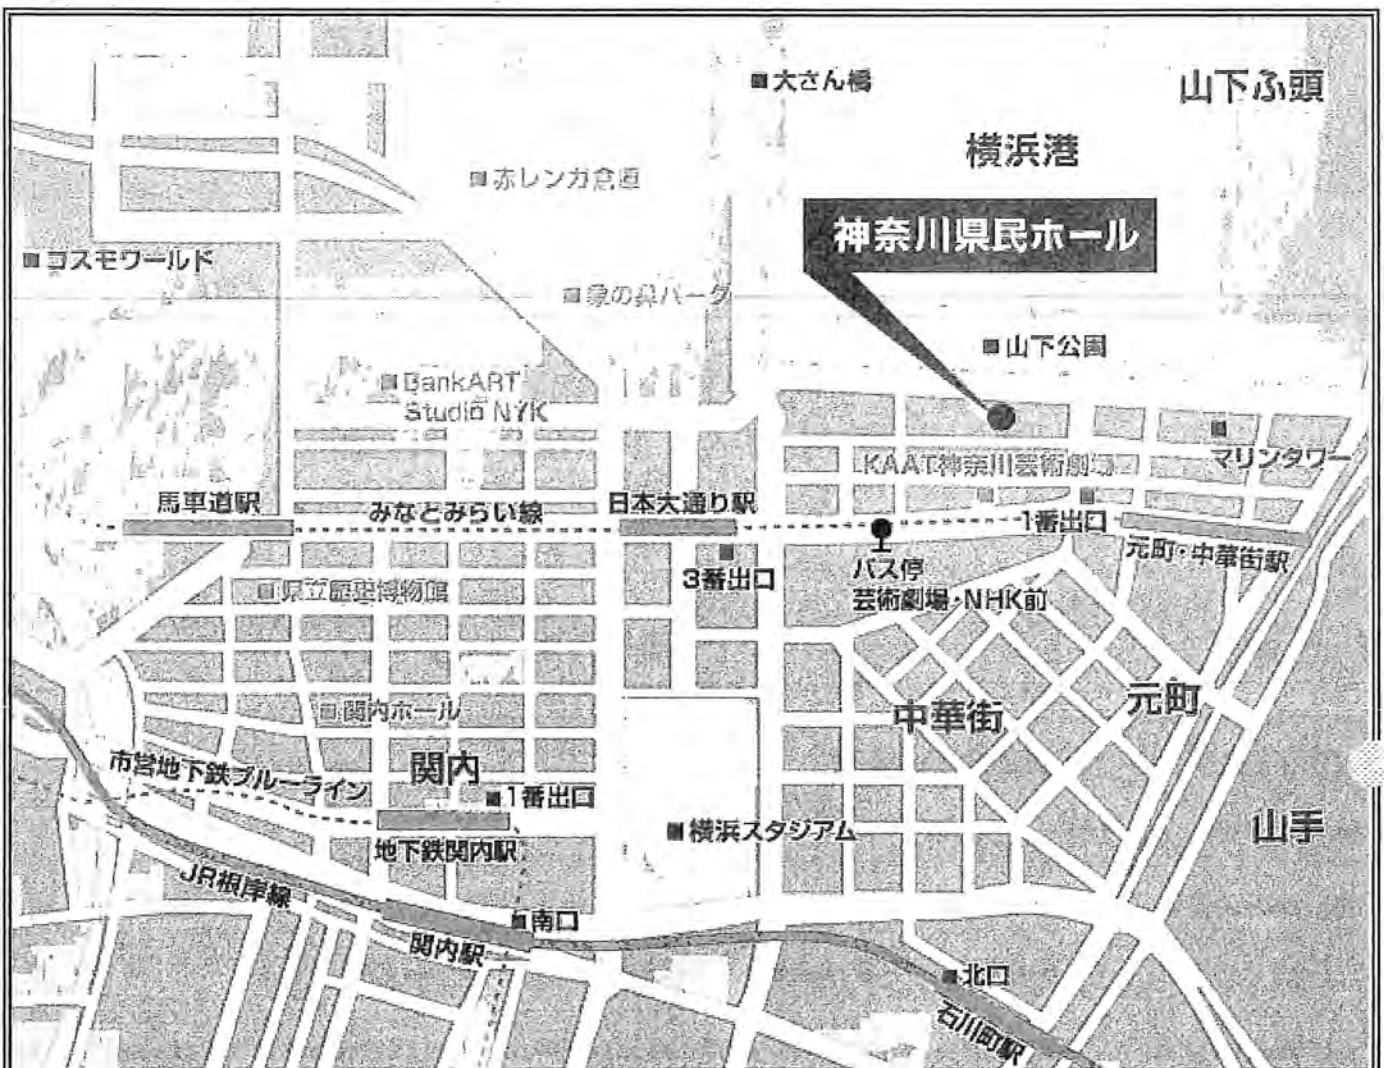 大さん橋
山下ふ頭
横浜港
赤レンガ倉庫
神奈川県民ホール
コスモワールド
象の鼻パーク
山下公園
BankART
Studio NYK
マリンタワー
KAAT神奈川芸術劇場
馬車道駅
みなとみらい線
日本大通り駅
1番出口
元町・中華街駅
3番出口
バス停
芸術劇場・NHK前
県立歴史博物館
関内ホール
中華街
元町
市営地下鉄ブルーライン
関内
1番出口
地下鉄関内駅
横浜スタジアム
山手
JR根岸線
南口
関内駅
北口
石川町駅